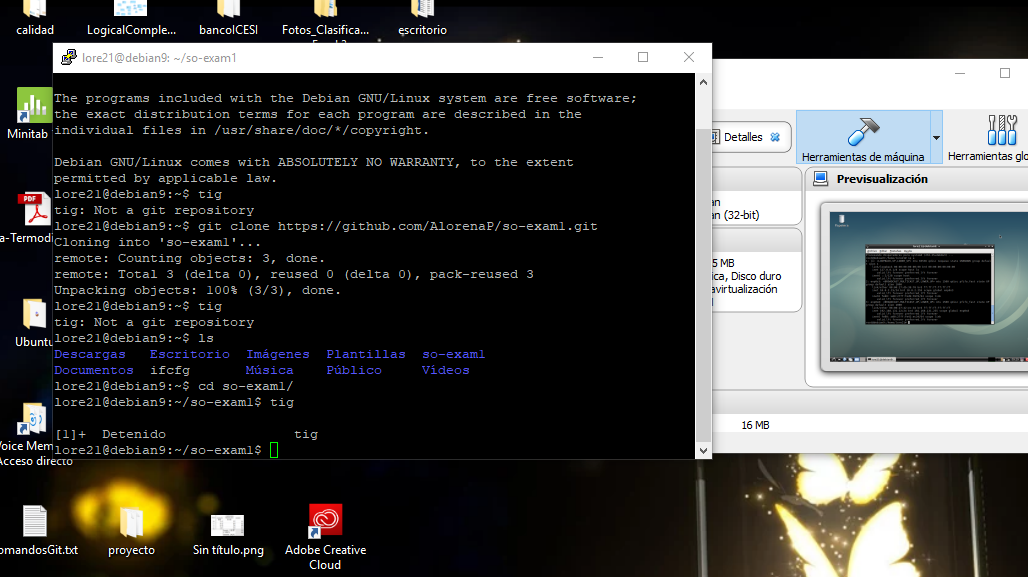 calidad
LogicalComple...
bancoICESI
Fotos_Clasifica...
escritorio
lore21@debian9: ~/so-exam1
The programs included with the Debian GNU/Linux system are free software;
the exact distribution terms for each program are described in the
individual files in /usr/share/doc/*/copyright.
Debian GNU/Linux comes with ABSOLUTELY NO WARRANTY, to the extent
permitted by applicable law.
lore21@debian9:~$ tig
tig: Not a git repository
lore21@debian9:~$ git clone https://github.com/AlorenaP/so-exam1.git
Cloning into 'so-exam1'...
remote: Counting objects: 3, done.
remote: Total 3 (delta 0), reused 0 (delta 0), pack-reused 3
Unpacking objects: 100% (3/3), done.
lore21@debian9:~$ tig
tig: Not a git repository
lore21@debian9:~$ ls
Descargas Escritorio Imágenes Plantillas so-exam1
Documentos ifcfg Música Público Vídeos
lore21@debian9:~$ cd so-exam1/
lore21@debian9:~/so-exam1$ tig
[1]+ Detenido tig
lore21@debian9:~/so-exam1$
Minitab
a-Termodi
Ubuntu
Voice Mem
Acceso directo
omandosGit.txt
proyecto
Sin título.png
Adobe Creative
Cloud
Detalles
Herramientas de máquina
Herramientas glo
Previsualización
an
an (32-bit)
5 MB
ica, Disco duro
avirtualización
16 MB